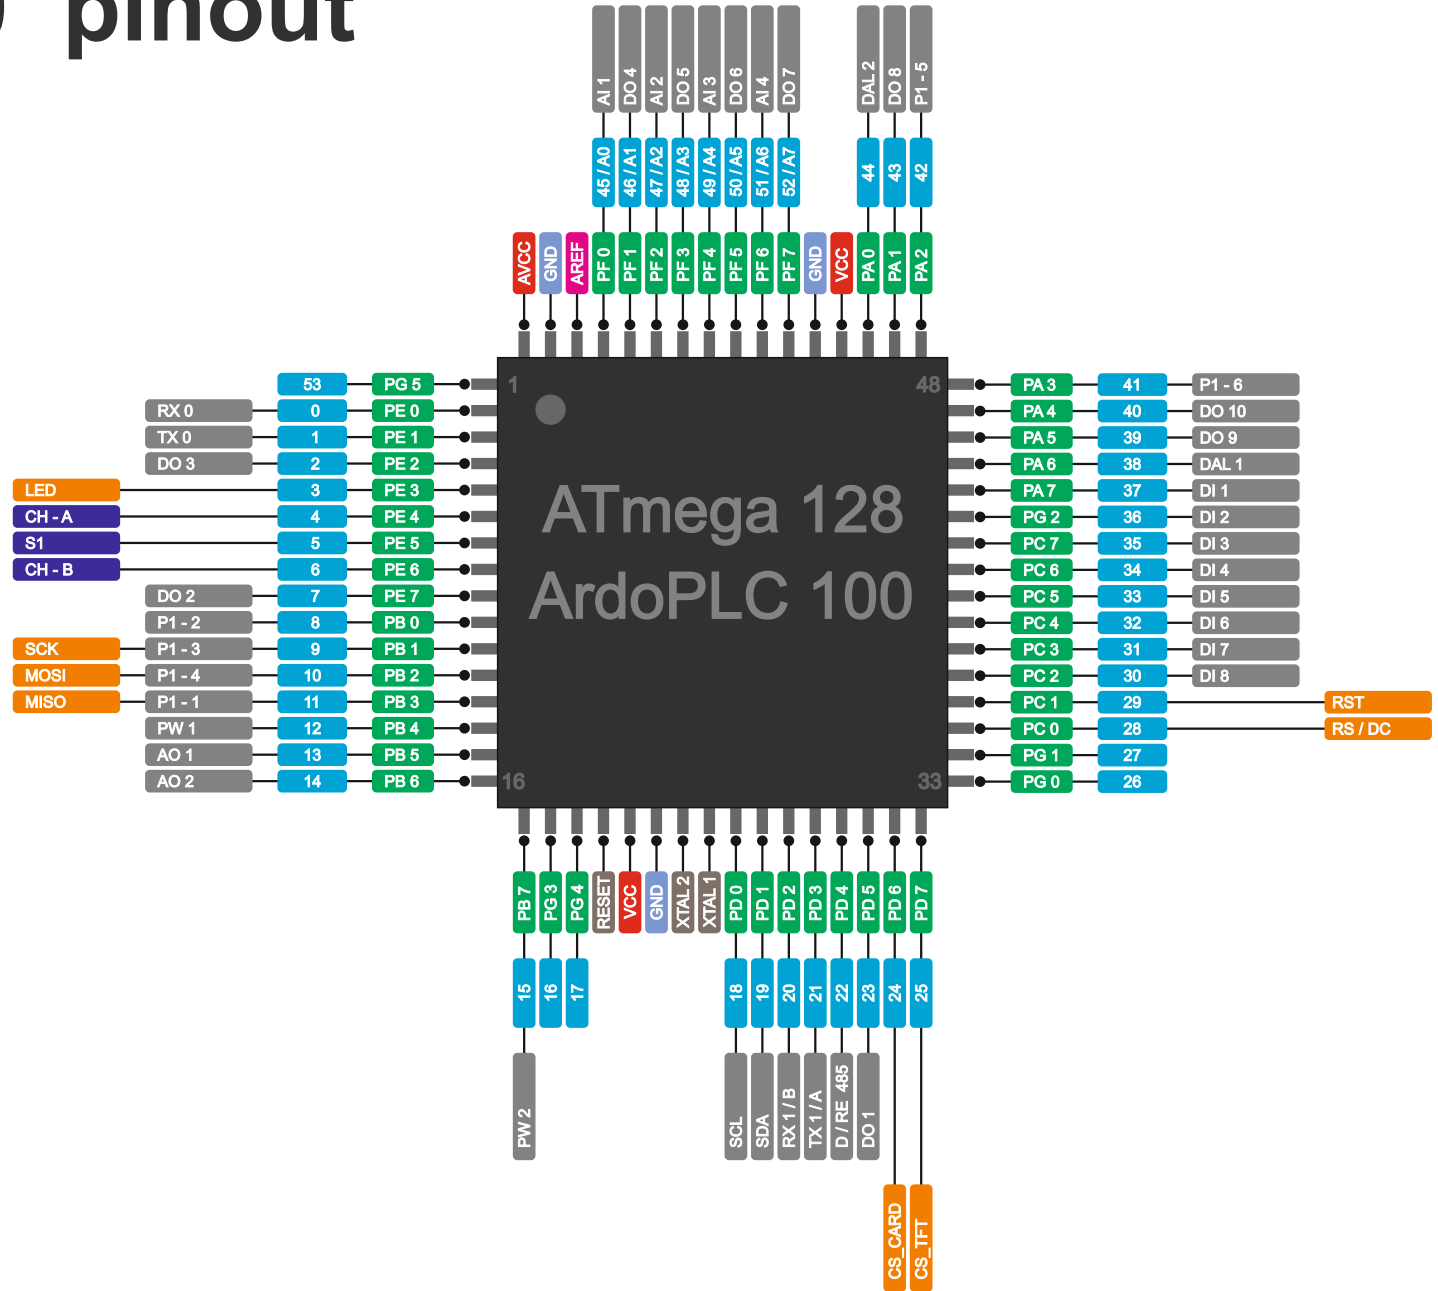 pinout
AI 1
DO 4
AI 2
DO 5
AI 3
DO 6
AI 4
DO 7
DAL 2
DO 8
P1 - 5
45 / A0
46 / A1
47 / A2
48 / A3
49 / A4
50 / A5
51 / A6
52 / A7
44
43
42
AVCC
GND
AREF
PF 0
PF 1
PF 2
PF 3
PF 4
PF 5
PF 6
PF 7
GND
VCC
PA 0
PA 1
PA 2
53 PG 5
RX 0 0 PE 0
TX 0 1 PE 1
DO 3 2 PE 2
LED 3 PE 3
CH - A 4 PE 4
S1 5 PE 5
CH - B 6 PE 6
DO 2 7 PE 7
P1 - 2 8 PB 0
SCK P1 - 3 9 PB 1
MOSI P1 - 4 10 PB 2
MISO P1 - 1 11 PB 3
PW 1 12 PB 4
AO 1 13 PB 5
AO 2 14 PB 6
1
48
ATmega 128
ArdoPLC 100
16
33
PA 3 41 P1 - 6
PA 4 40 DO 10
PA 5 39 DO 9
PA 6 38 DAL 1
PA 7 37 DI 1
PG 2 36 DI 2
PC 7 35 DI 3
PC 6 34 DI 4
PC 5 33 DI 5
PC 4 32 DI 6
PC 3 31 DI 7
PC 2 30 DI 8
PC 1 29 RST
PC 0 28 RS / DC
PG 1 27
PG 0 26
PB 7
PG 3
PG 4
RESET
VCC
GND
XTAL 2
XTAL 1
PD 0
PD 1
PD 2
PD 3
PD 4
PD 5
PD 6
PD 7
15
16
17
18
19
20
21
22
23
24
25
PW 2
SCL
SDA
RX 1 / B
TX 1 / A
D / RE 485
DO 1
CS_CARD
CS_TFT